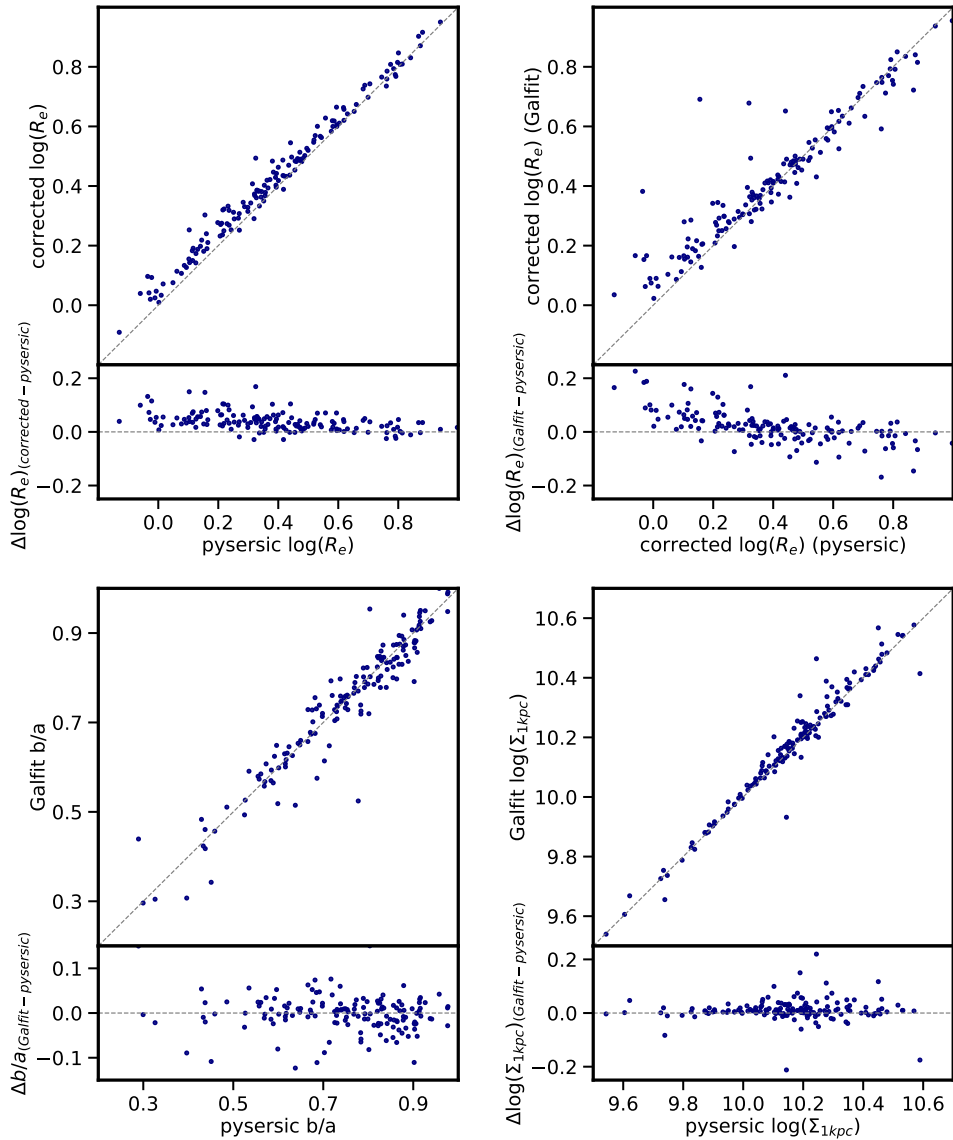 corrected log(R_e)
0.8
0.6
0.4
0.2
0.0
Δlog(R_e)_(corrected−pysersic)
0.2
0.0
−0.2
0.0 0.2 0.4 0.6 0.8
pysersic log(R_e)
corrected log(R_e) (Galfit)
0.8
0.6
0.4
0.2
0.0
Δlog(R_e)_(Galfit−pysersic)
0.2
0.0
−0.2
0.0 0.2 0.4 0.6 0.8
corrected log(R_e) (pysersic)
Galfit b/a
0.9
0.7
0.5
0.3
Δb/a_(Galfit−pysersic)
0.1
0.0
−0.1
0.3 0.5 0.7 0.9
pysersic b/a
Galfit log(Σ_1kpc)
10.6
10.4
10.2
10.0
9.8
9.6
Δlog(Σ_1kpc)_(Galfit−pysersic)
0.2
0.0
−0.2
9.6 9.8 10.0 10.2 10.4 10.6
pysersic log(Σ_1kpc)